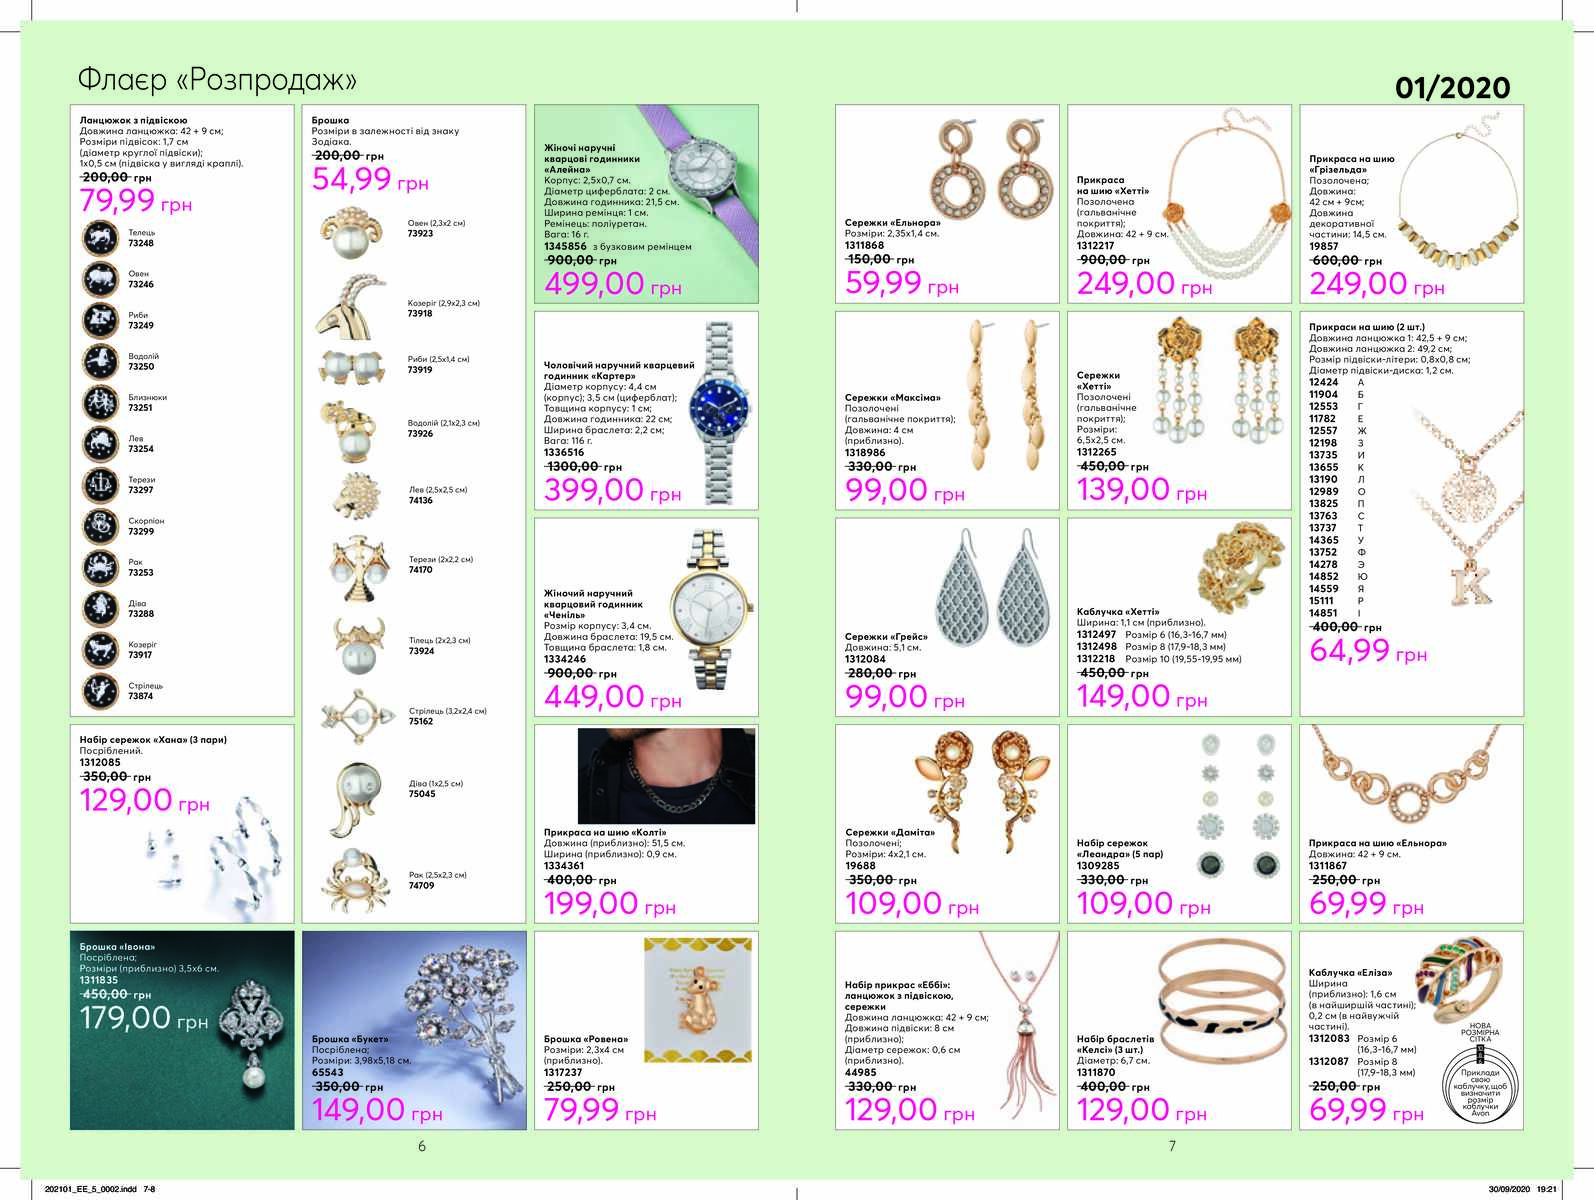 Флаєр «Розпродаж»
01/2020
Ланцюжок з підвіскою
Довжина ланцюжка: 42 + 9 см;
Розміри підвісок: 1,7 см
(діаметр круглої підвіски);
1х0,5 см (підвіска у вигляді краплі).
200,00 грн
79,99 грн
Телець
73248
Овен
73246
Риби
73249
Водолій
73250
Близнюки
73251
Лев
73254
Терези
73297
Скорпіон
73299
Рак
73253
Діва
73288
Козеріг
73917
Стрілець
73874
Набір сережок «Хана» (3 пари)
Посріблений.
1312085
350,00 грн
129,00 грн
Брошка «Івона»
Посріблена;
Розміри (приблизно) 3,5х6 см.
1311835
450,00 грн
179,00 грн
Брошка
Розміри в залежності від знаку
Зодіака.
200,00 грн
54,99 грн
Овен (2,3х2 см)
73923
Козеріг (2,9х2,3 см)
73918
Риби (2,5х1,4 см)
73919
Водолій (2,1х2,3 см)
73926
Лев (2,5х2,5 см)
74136
Терези (2х2,2 см)
74170
Тілець (2х2,3 см)
73924
Стрілець (3,2х2,4 см)
75162
Діва (1х2,5 см)
75045
Рак (2,5х2,3 см)
74709
Брошка «Букет»
Посріблена;
Розміри: 3,98х5,18 см.
65543
350,00 грн
149,00 грн
Жіночі наручні
кварцові годинники
«Алейна»
Корпус: 2,5х0,7 см.
Діаметр циферблата: 2 см.
Довжина годинника: 21,5 см.
Ширина ремінця: 1 см.
Ремінець: поліуретан.
Вага: 16 г.
1345856 з бузковим ремінцем
900,00 грн
499,00 грн
Чоловічий наручний кварцевий
годинник «Картер»
Діаметр корпусу: 4,4 см
(корпус); 3,5 см (циферблат);
Товщина корпусу: 1 см;
Довжина годинника: 22 см;
Ширина браслета: 2,2 см;
Вага: 116 г.
1336516
1300,00 грн
399,00 грн
Жіночий наручний
кварцовий годинник
«Ченіль»
Розмір корпусу: 3,4 см.
Довжина браслета: 19,5 см.
Товщина браслета: 1,8 см.
1334246
900,00 грн
449,00 грн
Прикраса на шию «Колті»
Довжина (приблизно): 51,5 см.
Ширина (приблизно): 0,9 см.
1334361
400,00 грн
199,00 грн
Брошка «Ровена»
Розміри: 2,3х4 см
(приблизно).
1317237
250,00 грн
79,99 грн
Сережки «Ельнора»
Розміри: 2,35х1,4 см.
1311868
150,00 грн
59,99 грн
Прикраса
на шию «Хетті»
Позолочена
(гальванічне
покриття);
Довжина: 42 + 9 см.
1312217
900,00 грн
249,00 грн
Прикраса на шию
«Грізельда»
Позолочена;
Довжина:
42 см + 9см;
Довжина
декоративної
частини: 14,5 см.
19857
600,00 грн
249,00 грн
Сережки «Максіма»
Позолочені
(гальванічне покриття);
Довжина: 4 см
(приблизно).
1318986
330,00 грн
99,00 грн
Сережки
«Хетті»
Позолочені
(гальванічне
покриття);
Розміри:
6,5х2,5 см.
1312265
450,00 грн
139,00 грн
Прикраси на шию (2 шт.)
Довжина ланцюжка 1: 42,5 + 9 см;
Довжина ланцюжка 2: 49,2 см;
Розмір підвіски-літери: 0,8х0,8 см;
Діаметр підвіски-диска: 1,2 см.
12424 А
11904 Б
12553 Г
11782 Е
12557 Ж
12198 З
13735 И
13655 К
13190 Л
12989 О
13825 П
13763 С
13737 Т
14365 У
13752 Ф
14278 Э
14852 Ю
14559 Я
15111 Р
14851 І
400,00 грн
64,99 грн
K
Сережки «Грейс»
Довжина: 5,1 см.
1312084
280,00 грн
99,00 грн
Каблучка «Хетті»
Ширина: 1,1 см (приблизно).
1312497 Розмір 6 (16,3-16,7 мм)
1312498 Розмір 8 (17,9-18,3 мм)
1312218 Розмір 10 (19,55-19,95 мм)
450,00 грн
149,00 грн
Сережки «Даміта»
Позолочені;
Розміри: 4х2,1 см.
19688
350,00 грн
109,00 грн
Набір сережок
«Леандра» (5 пар)
1309285
330,00 грн
109,00 грн
Прикраса на шию «Ельнора»
Довжина: 42 + 9 см.
1311867
250,00 грн
69,99 грн
Набір прикрас «Еббі»:
ланцюжок з підвіскою,
сережки
Довжина ланцюжка: 42 + 9 см;
Довжина підвіски: 8 см
(приблизно);
Діаметр сережок: 0,6 см
(приблизно).
44985
330,00 грн
129,00 грн
Набір браслетів
«Келсі» (3 шт.)
Діаметр: 6,7 см.
1311870
400,00 грн
129,00 грн
Каблучка «Еліза»
Ширина
(приблизно): 1,6 см
(в найширшій частині);
0,2 см (в найвужчій
частині).
1312083 Розмір 6
(16,3-16,7 мм)
1312087 Розмір 8
(17,9-18,3 мм)
250,00 грн
69,99 грн
НОВА
РОЗМІРНА
СІТКА
10
8
6
Приклади
свою
каблучку, щоб
визначити
розмір
каблучки
Avon
6
7
202101_EE_5_0002.indd 7-8
30/09/2020 19:21